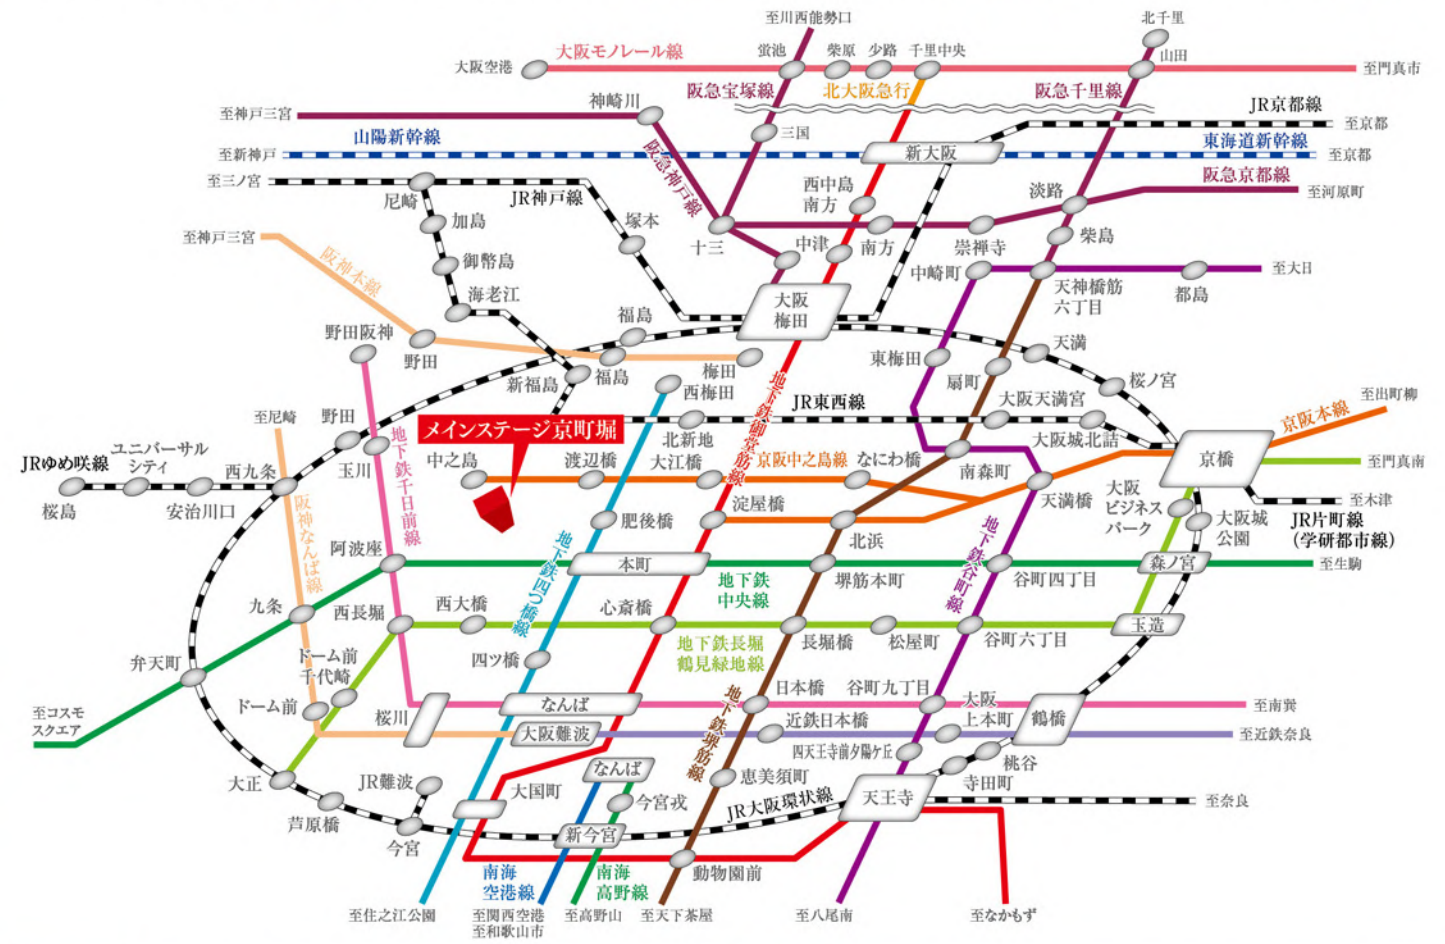 至川西能勢口
北千里
大阪モノレール線
蛍池
柴原
少路
千里中央
山田
大阪空港
至門真市
阪急宝塚線
北大阪急行
阪急千里線
神崎川
JR京都線
至神戸三宮
至京都
三国
山陽新幹線
東海道新幹線
新大阪
至新神戸
至京都
阪急神戸線
阪急京都線
至三ノ宮
西中島
南方
淡路
至河原町
尼崎
JR神戸線
加島
塚本
十三
中津
南方
崇禅寺
柴島
至神戸三宮
阪神本線
御幣島
中崎町
至大日
海老江
大阪
梅田
天神橋筋
六丁目
都島
福島
野田阪神
天満
野田
福島
梅田
東梅田
扇町
新福島
西梅田
桜ノ宮
地下鉄御堂筋線
至尼崎
野田
JR東西線
大阪天満宮
至出町柳
京阪本線
メインステージ京町堀
北新地
大阪城北詰
地下鉄千日前線
ユニバーサル
シティ
JRゆめ咲線
西九条
玉川
中之島
渡辺橋
大江橋
京阪中之島線
なにわ橋
南森町
京橋
至門真南
桜島
安治川口
阪神なんば線
淀屋橋
天満橋
大阪
ビジネス
パーク
至木津
肥後橋
北浜
大阪城
公園
JR片町線
(学研都市線)
地下鉄谷町線
阿波座
地下鉄四つ橋線
本町
地下鉄
中央線
堺筋本町
谷町四丁目
森ノ宮
至生駒
九条
西長堀
西大橋
心斎橋
地下鉄長堀
鶴見緑地線
長堀橋
松屋町
谷町六丁目
玉造
弁天町
ドーム前
千代崎
四ツ橋
地下鉄堺筋線
日本橋
谷町九丁目
大阪
上本町
至コスモ
スクエア
ドーム前
桜川
なんば
鶴橋
至南巽
大阪難波
近鉄日本橋
至近鉄奈良
四天王寺前夕陽ケ丘
桃谷
大正
JR難波
なんば
恵美須町
寺田町
大国町
今宮戎
JR大阪環状線
天王寺
至奈良
芦原橋
今宮
新今宮
南海
空港線
南海
高野線
動物園前
至住之江公園
至関西空港
至和歌山市
至高野山
至天下茶屋
至八尾南
至なかもず